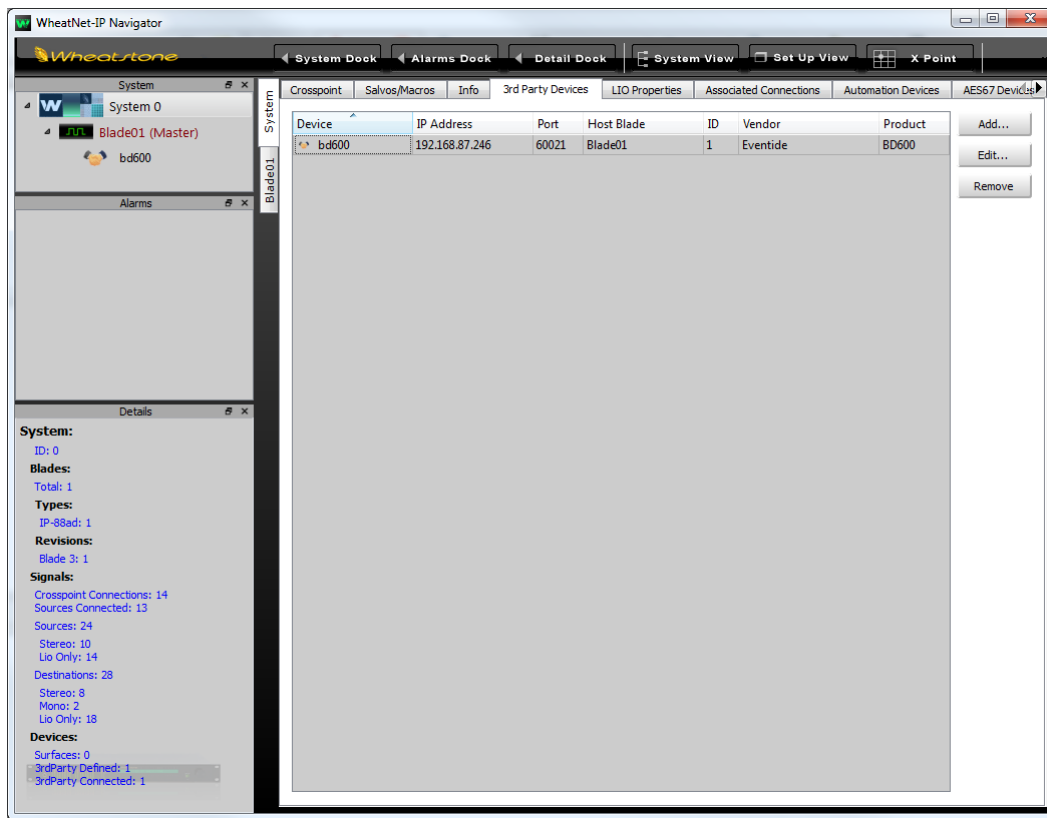 WheatNet-IP Navigator
Wheatstone
System Dock Alarms Dock Detail Dock System View Set Up View X Point
System
W System 0
Blade01 (Master)
bd600
Alarms
Details
System:
ID: 0
Blades:
Total: 1
Types:
IP-88ad: 1
Revisions:
Blade 3: 1
Signals:
Crosspoint Connections: 14
Sources Connected: 13
Sources: 24
Stereo: 10
Lio Only: 14
Destinations: 28
Stereo: 8
Mono: 2
Lio Only: 18
Devices:
Surfaces: 0
3rdParty Defined: 1
3rdParty Connected: 1
System
Blade01
Crosspoint Salvos/Macros Info 3rd Party Devices LIO Properties Associated Connections Automation Devices AES67 Devices
Device IP Address Port Host Blade ID Vendor Product
bd600 192.168.87.246 60021 Blade01 1 Eventide BD600
Add...
Edit...
Remove